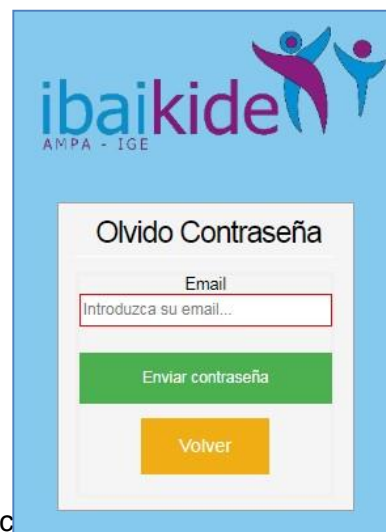 ibaikide
AMPA - IGE
Olvido Contraseña
Email
Introduzca su email...
Enviar contraseña
Volver
c